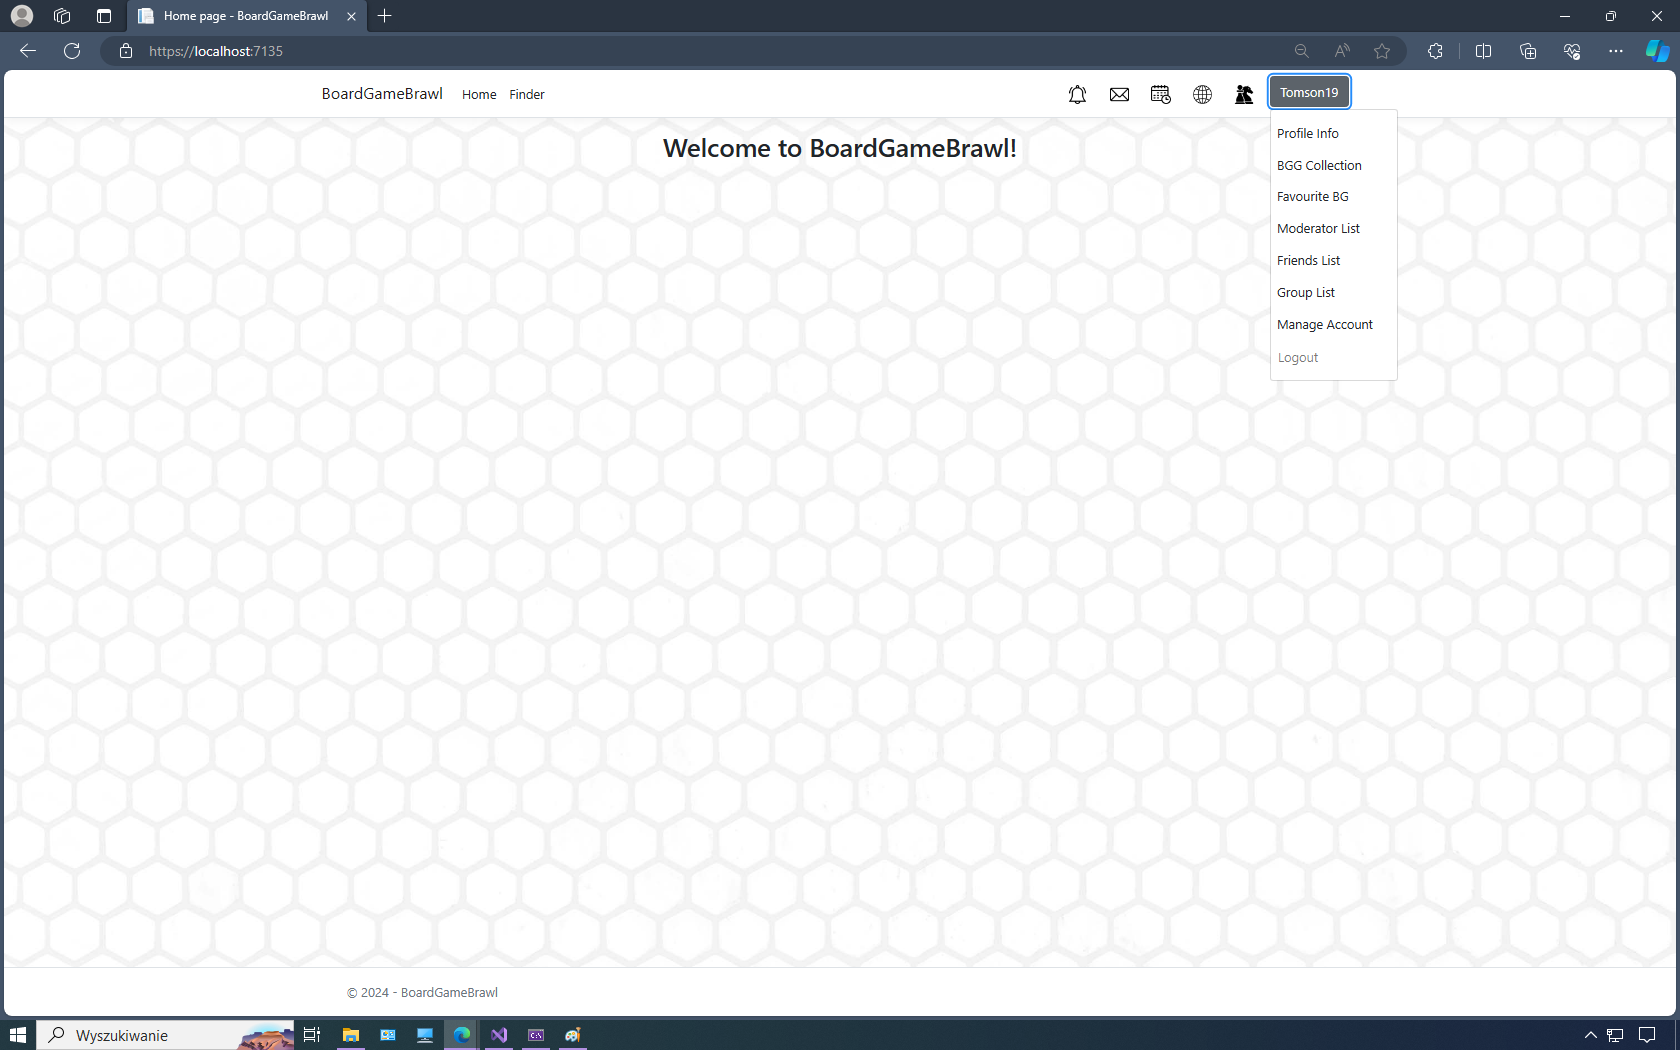 Home page - BoardGameBrawl
https://localhost:7135
BoardGameBrawl Home Finder Tomson19
Profile Info
BGG Collection
Favourite BG
Moderator List
Friends List
Group List
Manage Account
Logout
Welcome to BoardGameBrawl!
© 2024 - BoardGameBrawl
Wyszukiwanie